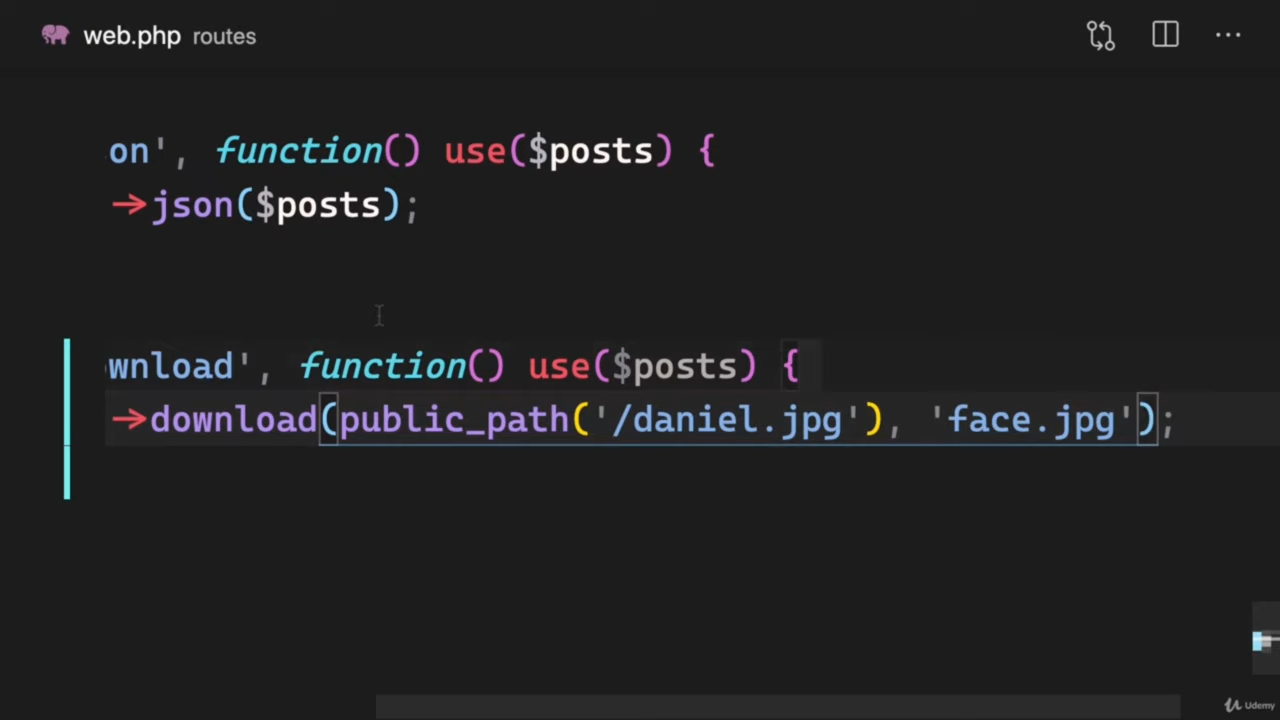 web.php routes
on', function() use($posts) {
->json($posts);
wnload', function() use($posts) {
->download(public_path('/daniel.jpg'), 'face.jpg');
Udemy